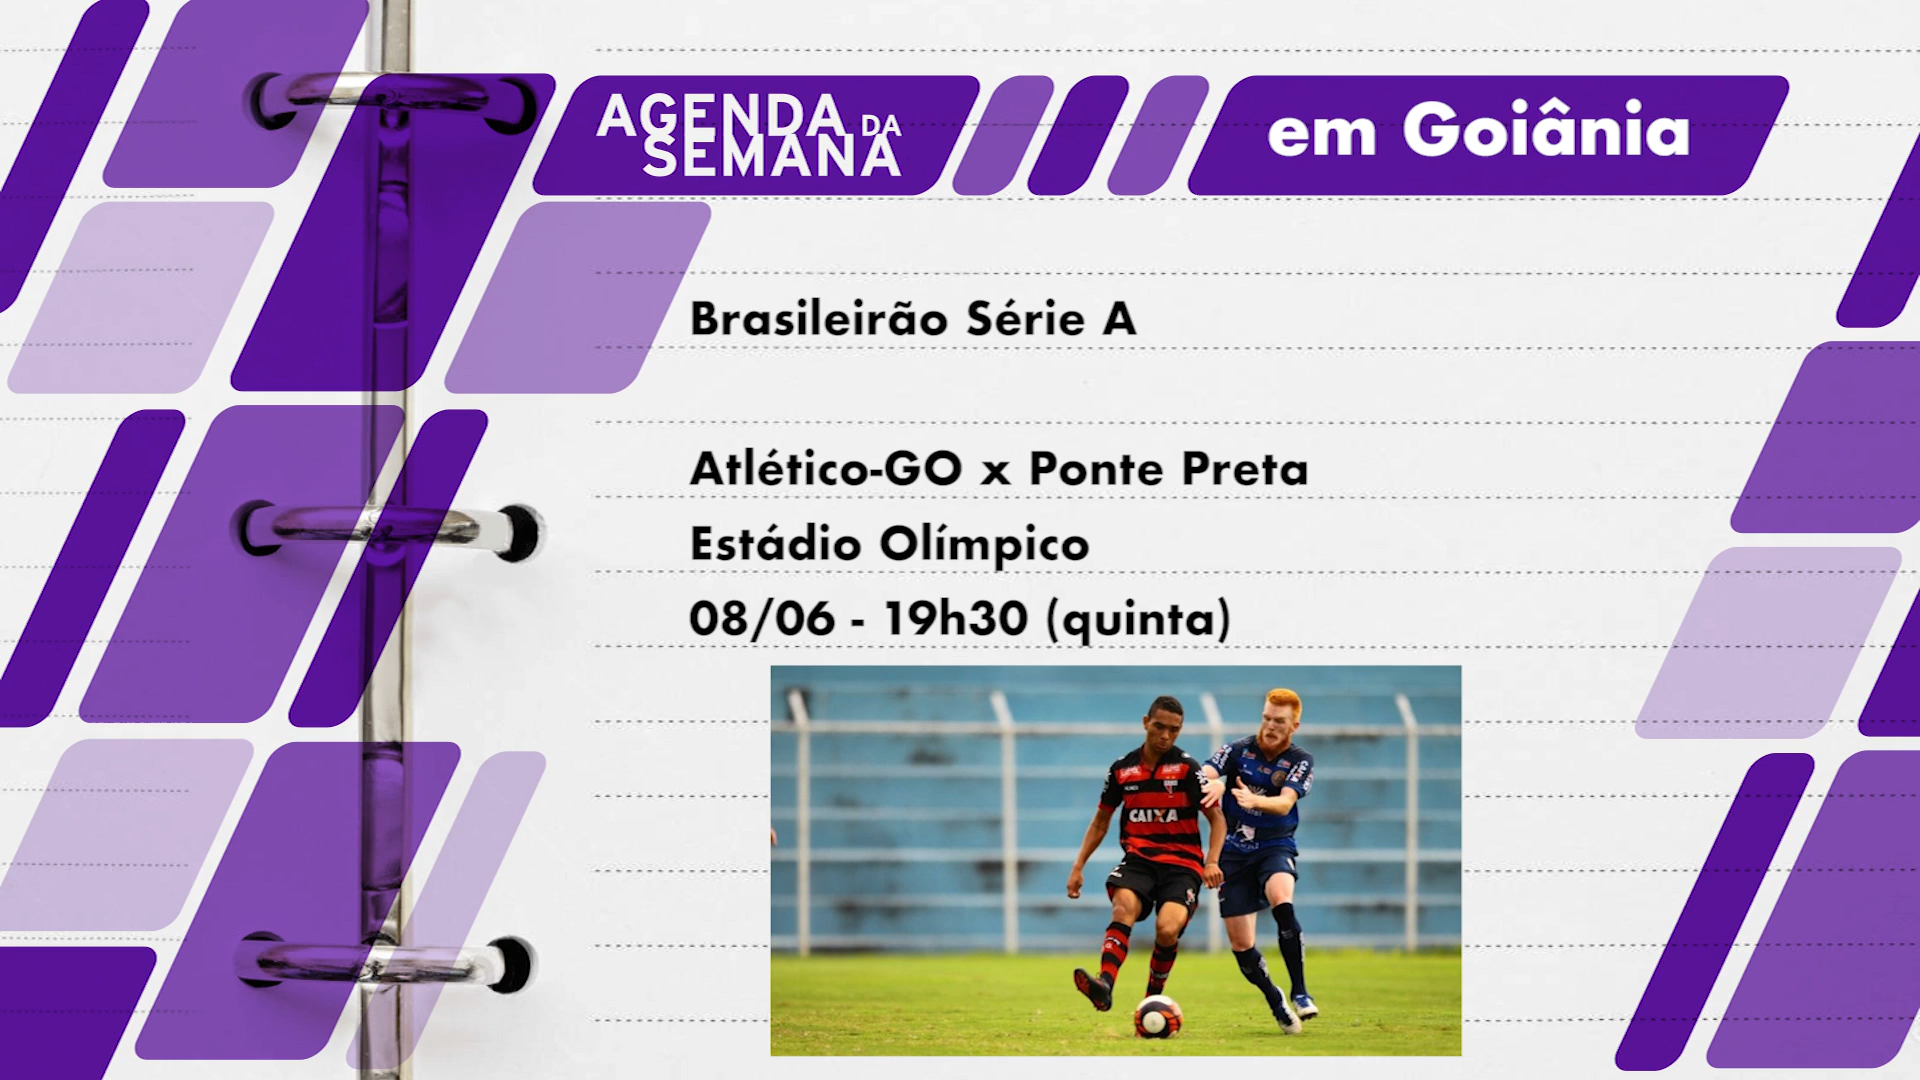 AGENDA DA
SEMANA
em Goiânia
Brasileirão Série A
Atlético-GO x Ponte Preta
Estádio Olímpico
08/06 - 19h30 (quinta)
CAIXA